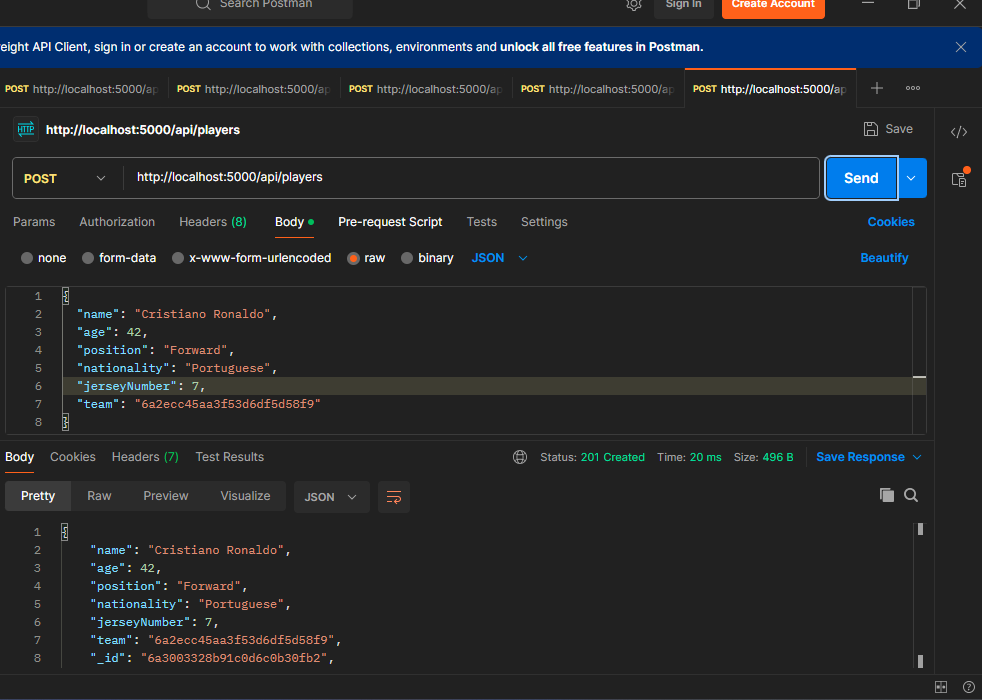 Search Postman
Sign In
Create Account
eight API Client, sign in or create an account to work with collections, environments and unlock all free features in Postman.
POST http://localhost:5000/ap
POST http://localhost:5000/ap
POST http://localhost:5000/ap
POST http://localhost:5000/ap
POST http://localhost:5000/ap
HTTP http://localhost:5000/api/players
Save
POST
http://localhost:5000/api/players
Send
Params Authorization Headers (8) Body Pre-request Script Tests Settings
Cookies
none form-data x-www-form-urlencoded raw binary JSON
Beautify
1 {
2 "name": "Cristiano Ronaldo",
3 "age": 42,
4 "position": "Forward",
5 "nationality": "Portuguese",
6 "jerseyNumber": 7,
7 "team": "6a2ecc45aa3f53d6df5d58f9"
8 }
Body Cookies Headers (7) Test Results
Status: 201 Created Time: 20 ms Size: 496 B
Save Response
Pretty Raw Preview Visualize JSON
1 {
2 "name": "Cristiano Ronaldo",
3 "age": 42,
4 "position": "Forward",
5 "nationality": "Portuguese",
6 "jerseyNumber": 7,
7 "team": "6a2ecc45aa3f53d6df5d58f9",
8 "_id": "6a3003328b91c0d6c0b30fb2",